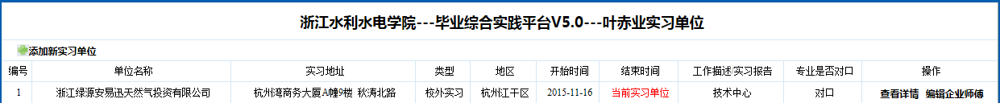 浙江水利水电学院---毕业综合实践平台V5.0---叶赤业实习单位
添加新实习单位
编号 单位名称 实习地址 类型 地区 开始时间 结束时间 工作描述/实习报告 专业是否对口 操作
1 浙江绿源安易迅天然气投资有限公司 杭州湾商务大厦A幢9楼 秋涛北路 校外实习 杭州江干区 2015-11-16 当前实习单位 技术中心 对口 查看详情 编辑企业师傅